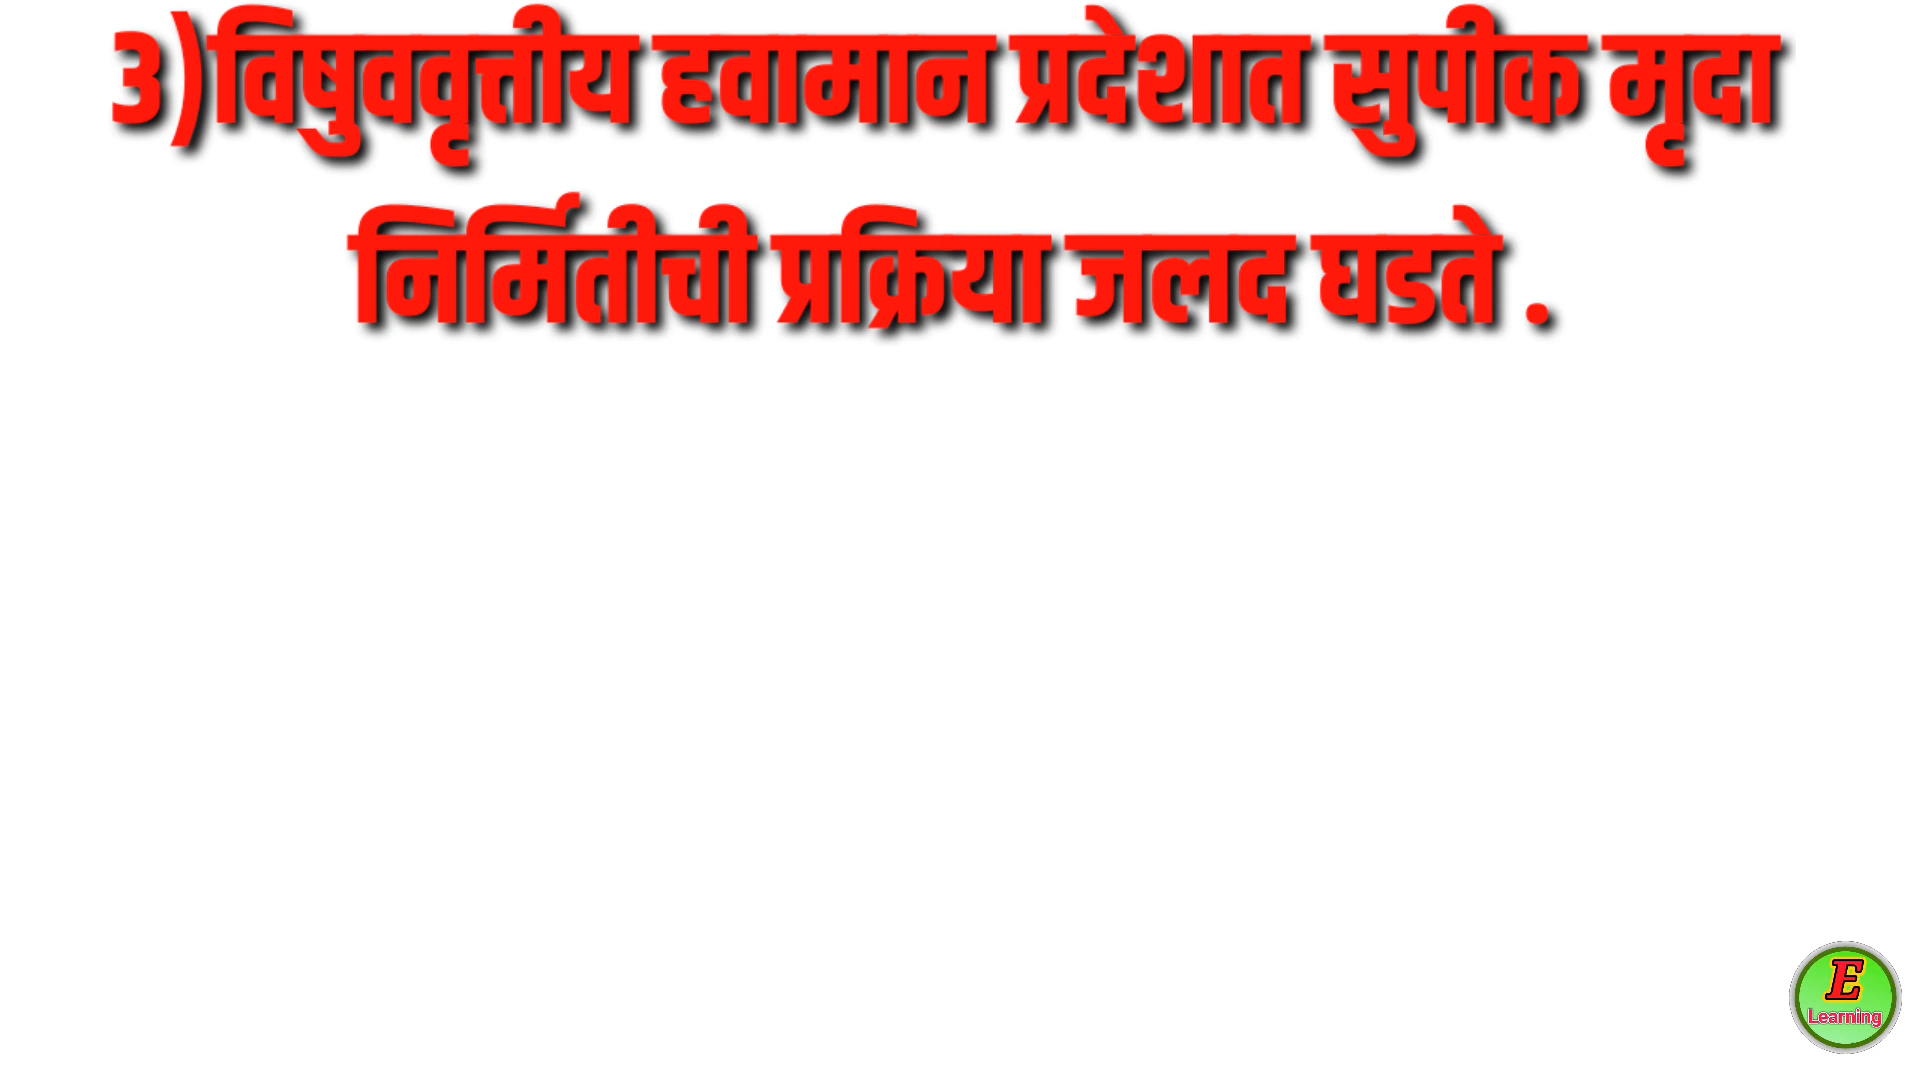 3)विषुववृत्तीय हवामान प्रदेशात सुपीक मृदा
निर्मितीची प्रक्रिया जलद घडते .
E
Learning